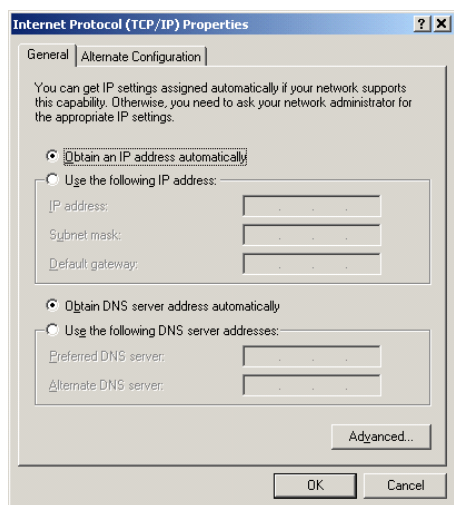 Internet Protocol (TCP/IP) Properties
General
Alternate Configuration
You can get IP settings assigned automatically if your network supports
this capability. Otherwise, you need to ask your network administrator for
the appropriate IP settings.
Obtain an IP address automatically
Use the following IP address:
IP address:
Subnet mask:
Default gateway:
Obtain DNS server address automatically
Use the following DNS server addresses:
Preferred DNS server:
Alternate DNS server:
Advanced...
OK
Cancel